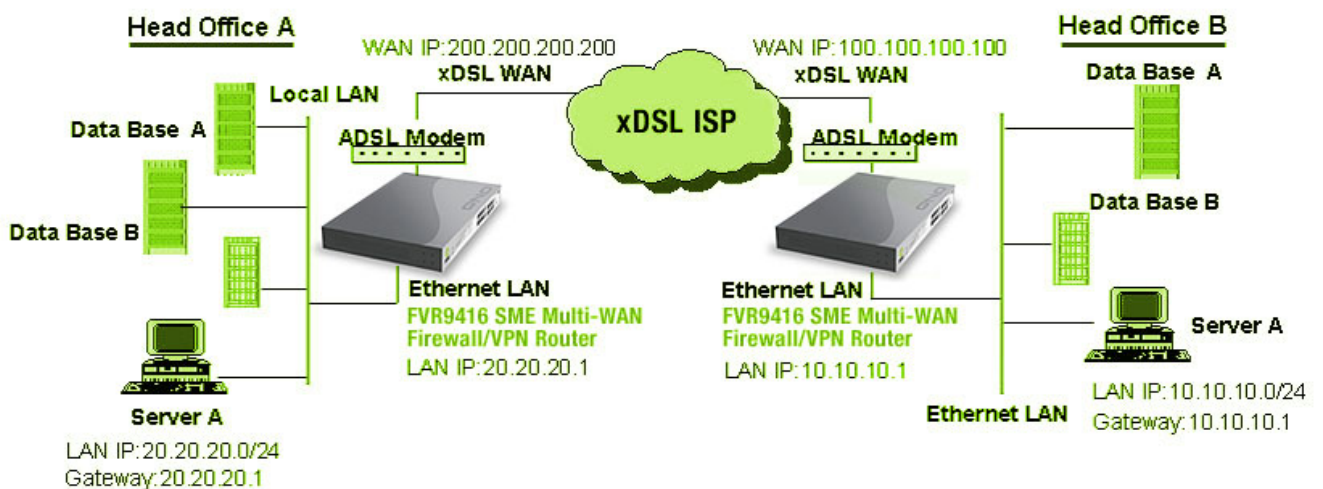 Head Office A
WAN IP:200.200.200.200
xDSL WAN
Local LAN
Data Base A
ADSL Modem
Data Base B
Ethernet LAN
FVR9416 SME Multi-WAN
Firewall/VPN Router
LAN IP:20.20.20.1
Server A
LAN IP:20.20.20.0/24
Gateway:20.20.20.1
xDSL ISP
Head Office B
WAN IP:100.100.100.100
xDSL WAN
Data Base A
ADSL Modem
Data Base B
Ethernet LAN
FVR9416 SME Multi-WAN
Firewall/VPN Router
LAN IP:10.10.10.1
Server A
LAN IP:10.10.10.0/24
Gateway:10.10.10.1
Ethernet LAN